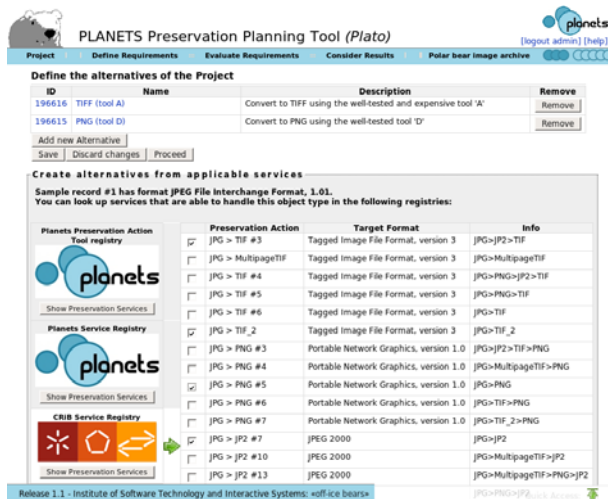 planets
PLANETS Preservation Planning Tool (Plato)
[logout admin] [help]
Project Define Requirements Evaluate Requirements Consider Results Polar bear image archive
Define the alternatives of the Project
ID Name Description Remove
196616 TIFF (tool A) Convert to TIFF using the well-tested and expensive tool 'A' Remove
196615 PNG (tool D) Convert to PNG using the well-tested tool 'D' Remove
Add new Alternative
Save Discard changes Proceed
Create alternatives from applicable services
Sample record #1 has format JPEG File Interchange Format, 1.01.
You can look up services that are able to handle this object type in the following registries:
Planets Preservation Action
Tool registry
planets
Show Preservation Services
Planets Service Registry
planets
Show Preservation Services
CRiB Service Registry
Show Preservation Services
Preservation Action Target Format Info
JPG > TIF #3 Tagged Image File Format, version 3 JPG>JP2>TIF
JPG > MultipageTIF Tagged Image File Format, version 3 JPG>MultipageTIF
JPG > TIF #4 Tagged Image File Format, version 3 JPG>PNG>JP2>TIF
JPG > TIF #5 Tagged Image File Format, version 3 JPG>PNG>TIF
JPG > TIF #6 Tagged Image File Format, version 3 JPG>TIF
JPG > TIF_2 Tagged Image File Format, version 3 JPG>TIF_2
JPG > PNG #3 Portable Network Graphics, version 1.0 JPG>JP2>TIF>PNG
JPG > PNG #4 Portable Network Graphics, version 1.0 JPG>MultipageTIF>PNG
JPG > PNG #5 Portable Network Graphics, version 1.0 JPG>PNG
JPG > PNG #6 Portable Network Graphics, version 1.0 JPG>TIF>PNG
JPG > PNG #7 Portable Network Graphics, version 1.0 JPG>TIF_2>PNG
JPG > JP2 #7 JPEG 2000 JPG>JP2
JPG > JP2 #10 JPEG 2000 JPG>MultipageTIF>JP2
JPG > JP2 #13 JPEG 2000 JPG>MultipageTIF>PNG>JP2
JPG>PNG>JP2
Release 1.1 - Institute of Software Technology and Interactive Systems: «off-ice bears»